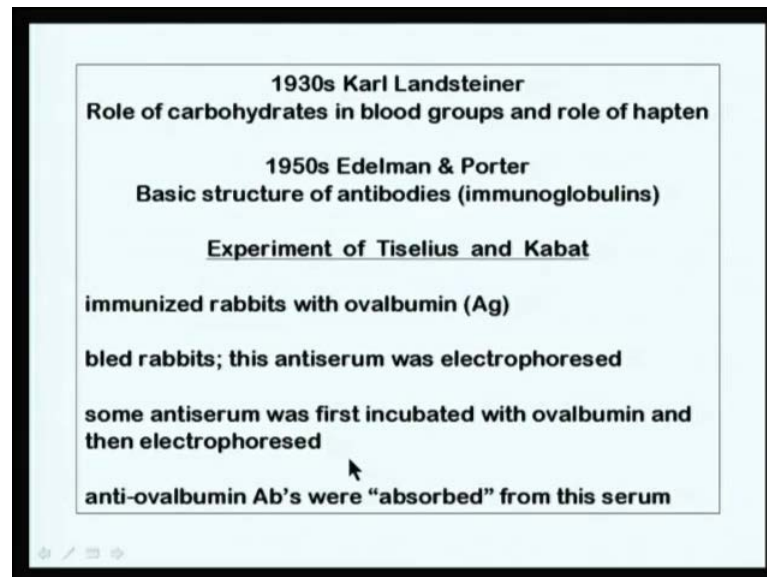 1930s Karl Landsteiner
Role of carbohydrates in blood groups and role of hapten
1950s Edelman & Porter
Basic structure of antibodies (immunoglobulins)
Experiment of Tiselius and Kabat
immunized rabbits with ovalbumin (Ag)
bled rabbits; this antiserum was electrophoresed
some antiserum was first incubated with ovalbumin and
then electrophoresed
anti-ovalbumin Ab's were “absorbed” from this serum